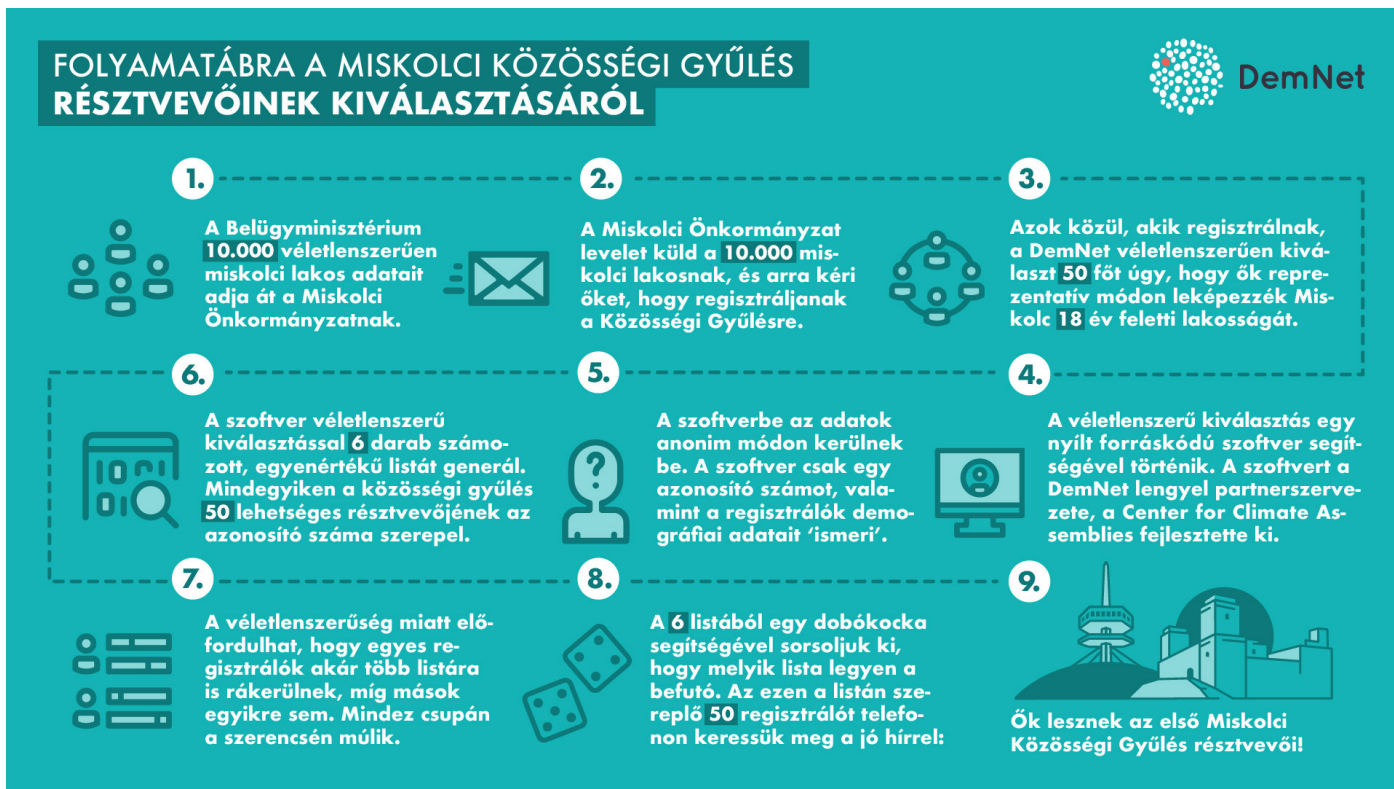 FOLYAMATÁBRA A MISKOLCI KÖZÖSSÉGI GYŰLÉS
RÉSZTVEVŐINEK KIVÁLASZTÁSÁRÓL
DemNet
1.
A Belügyminisztérium
10.000 véletlenszerűen
miskolci lakos adatait
adja át a Miskolci
Önkormányzatnak.
2.
A Miskolci Önkormányzat
levelet küld a 10.000 mis-
kolci lakosnak, és arra kéri
őket, hogy regisztráljanak
a Közösségi Gyűlésre.
3.
Azok közül, akik regisztrálnak,
a DemNet véletlenszerűen kivá-
laszt 50 főt úgy, hogy ők repre-
zentatív módon leképezzék Mis-
kolc 18 év feletti lakosságát.
4.
A véletlenszerű kiválasztás egy
nyílt forráskódú szoftver segít-
ségével történik. A szoftvert a
DemNet lengyel partnerszerve-
zete, a Center for Climate As-
semblies fejlesztette ki.
5.
A szoftverbe az adatok
anonim módon kerülnek
be. A szoftver csak egy
azonosító számot, vala-
mint a regisztrálók demo-
gráfiai adatait 'ismeri'.
6.
A szoftver véletlenszerű
kiválasztással 6 darab számo-
zott, egyenértékű listát generál.
Mindegyiken a közösségi gyűlés
50 lehetséges résztvevőjének az
azonosító száma szerepel.
7.
A véletlenszerűség miatt elő-
fordulhat, hogy egyes re-
gisztrálók akár több listára
is rákerülnek, míg mások
egyikre sem. Mindez csupán
a szerencsén múlik.
8.
A 6 listából egy dobókocka
segítségével sorsoljuk ki,
hogy melyik lista legyen a
befutó. Az ezen a listán sze-
replő 50 regisztrálót telefo-
non keressük meg a jó hírrel:
9.
Ők lesznek az első Miskolci
Közösségi Gyűlés résztvevői!